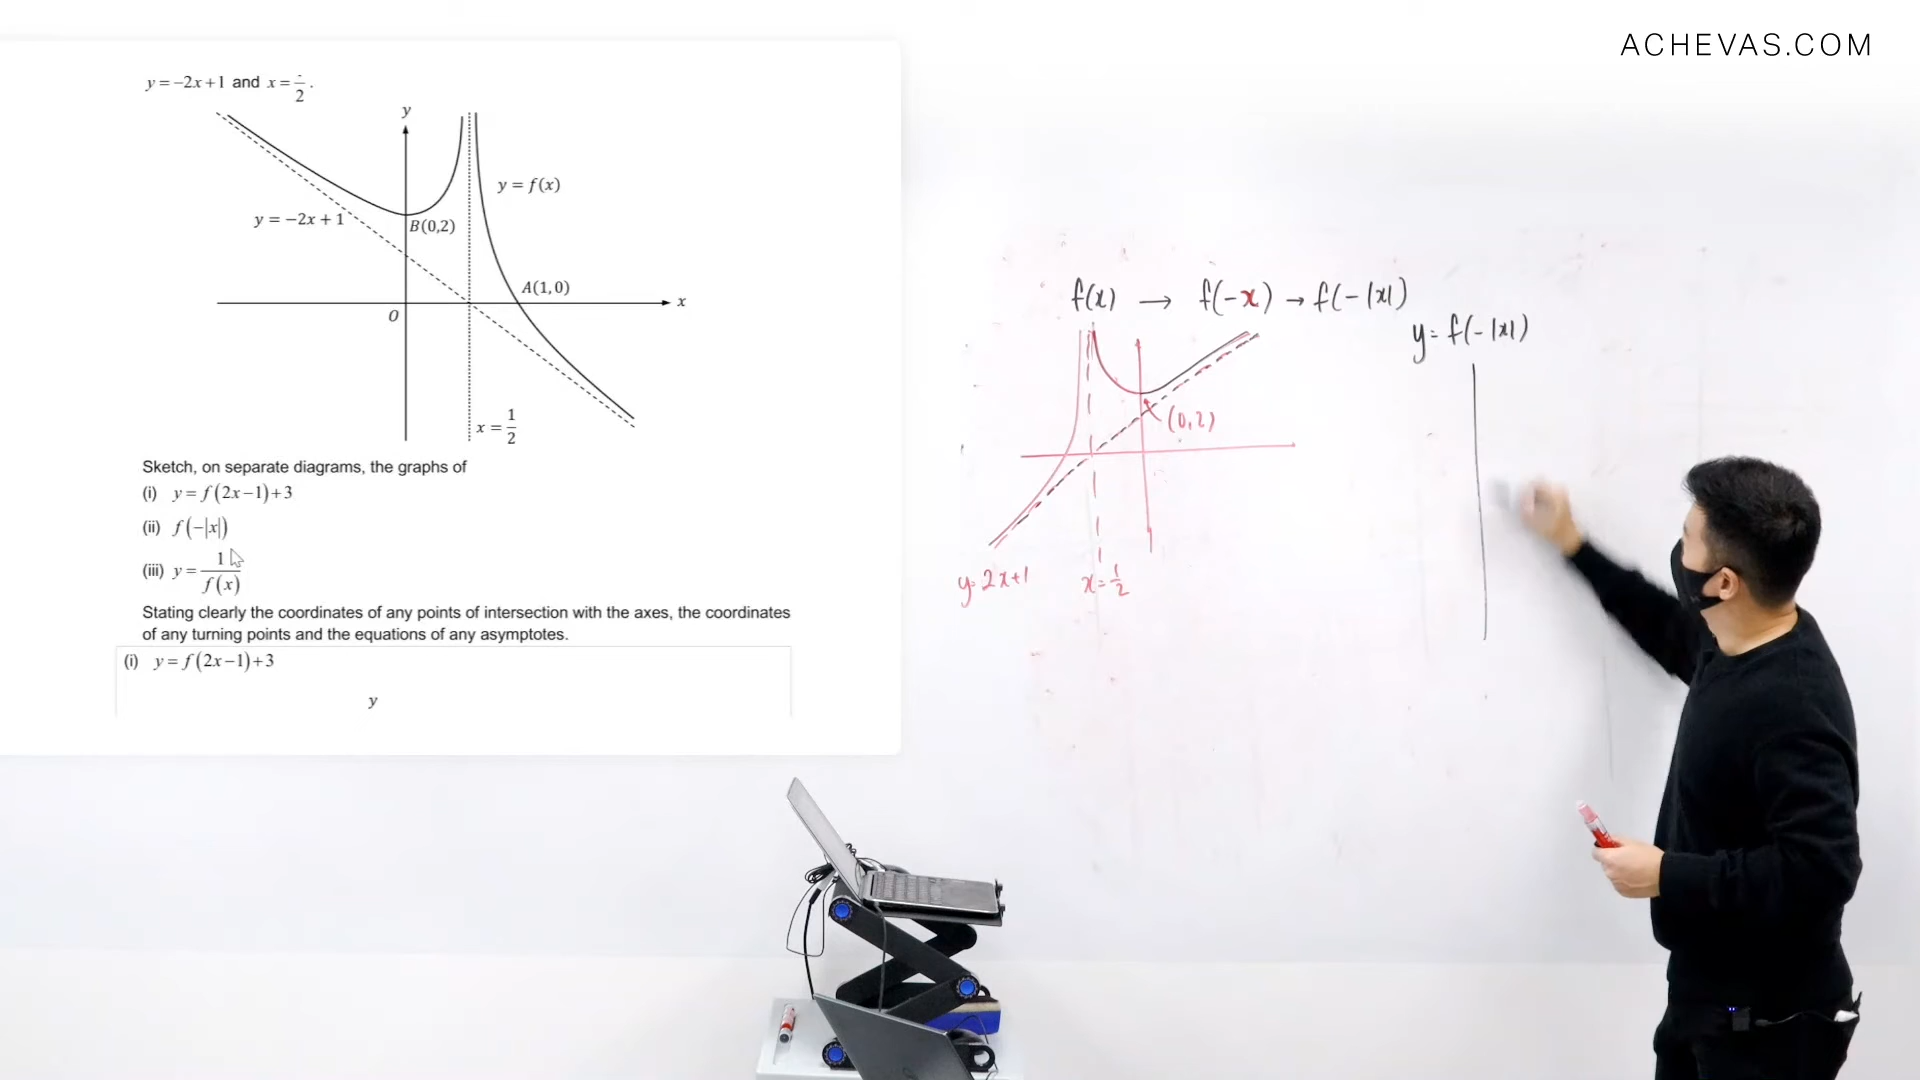 ACHEVAS.COM
y = −2x+1 and x = -/2 .
y
y = f(x)
y = −2x + 1
B(0,2)
A(1,0)
x
O
x = 1/2
Sketch, on separate diagrams, the graphs of
(i) y = f(2x−1)+3
(ii) f(−|x|)
(iii) y = 1/f(x)
Stating clearly the coordinates of any points of intersection with the axes, the coordinates
of any turning points and the equations of any asymptotes.
(i) y = f(2x−1)+3
y
f(x) → f(-x) → f(-|x|)
y = f(-|x|)
(0,2)
y = 2x+1
x = 1/2